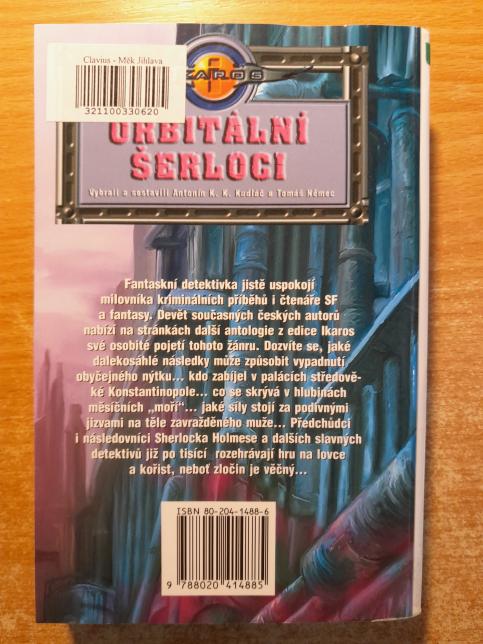 Clavius - Měk Jihlava
321100330620
IKAROS
ORBITÁLNÍ
ŠERLOCI
Vybrali a sestavili Antonín K. K. Kudláč a Tomáš Němec
Fantaskní detektivka jistě uspokojí
milovníka kriminálních příběhů i čtenáře SF
a fantasy. Devět současných českých autorů
nabízí na stránkách další antologie z edice Ikaros
své osobité pojetí tohoto žánru. Dozvíte se, jaké
dalekosáhlé následky může způsobit vypadnutí
obyčejného nýtku... kdo zabíjel v palácích středově-
ké Konstantinopole... co se skrývá v hlubinách
měsíčních „moří“... jaké síly stojí za podivnými
jizvami na těle zavražděného muže... Předchůdci
i následovníci Sherlocka Holmese a dalších slavných
detektivů již po tisící rozehrávají hru na lovce
a kořist, neboť zločin je věčný...
ISBN 80-204-1488-6
9 788020 414885